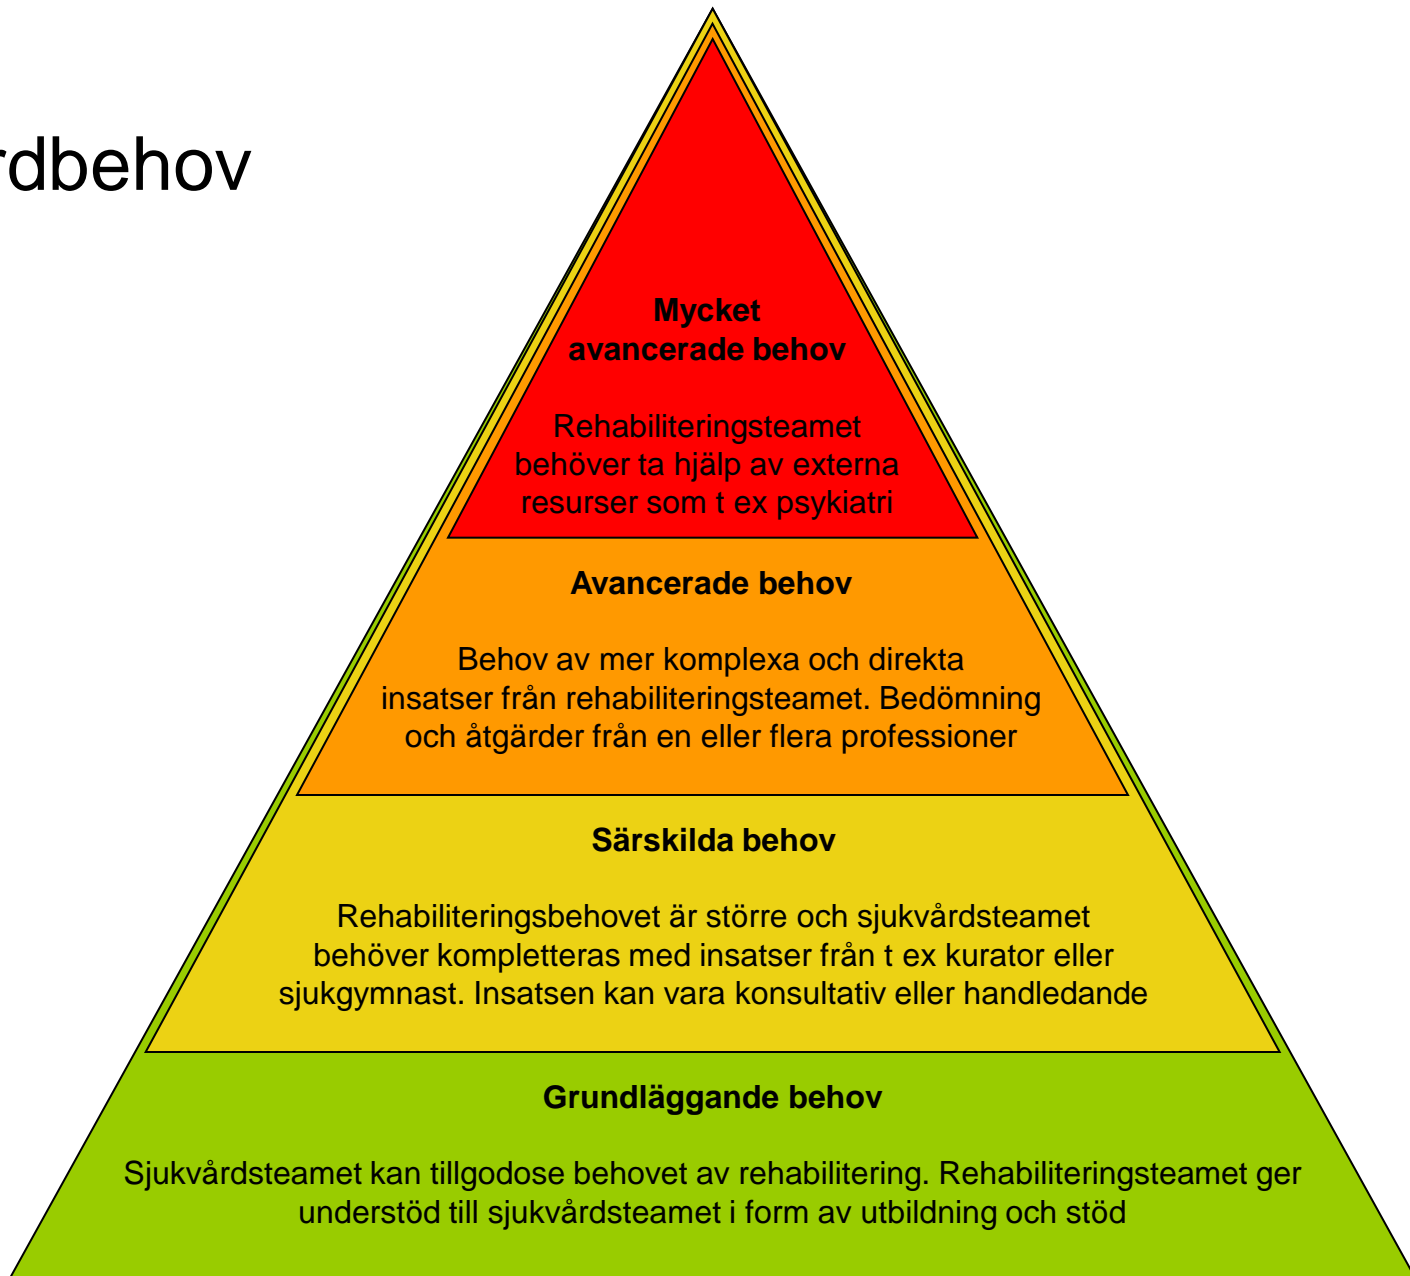 rdbehov
Mycket
avancerade behov
Rehabiliteringsteamet
behöver ta hjälp av externa
resurser som t ex psykiatri
Avancerade behov
Behov av mer komplexa och direkta
insatser från rehabiliteringsteamet. Bedömning
och åtgärder från en eller flera professioner
Särskilda behov
Rehabiliteringsbehovet är större och sjukvårdsteamet
behöver kompletteras med insatser från t ex kurator eller
sjukgymnast. Insatsen kan vara konsultativ eller handledande
Grundläggande behov
Sjukvårdsteamet kan tillgodose behovet av rehabilitering. Rehabiliteringsteamet ger
understöd till sjukvårdsteamet i form av utbildning och stöd